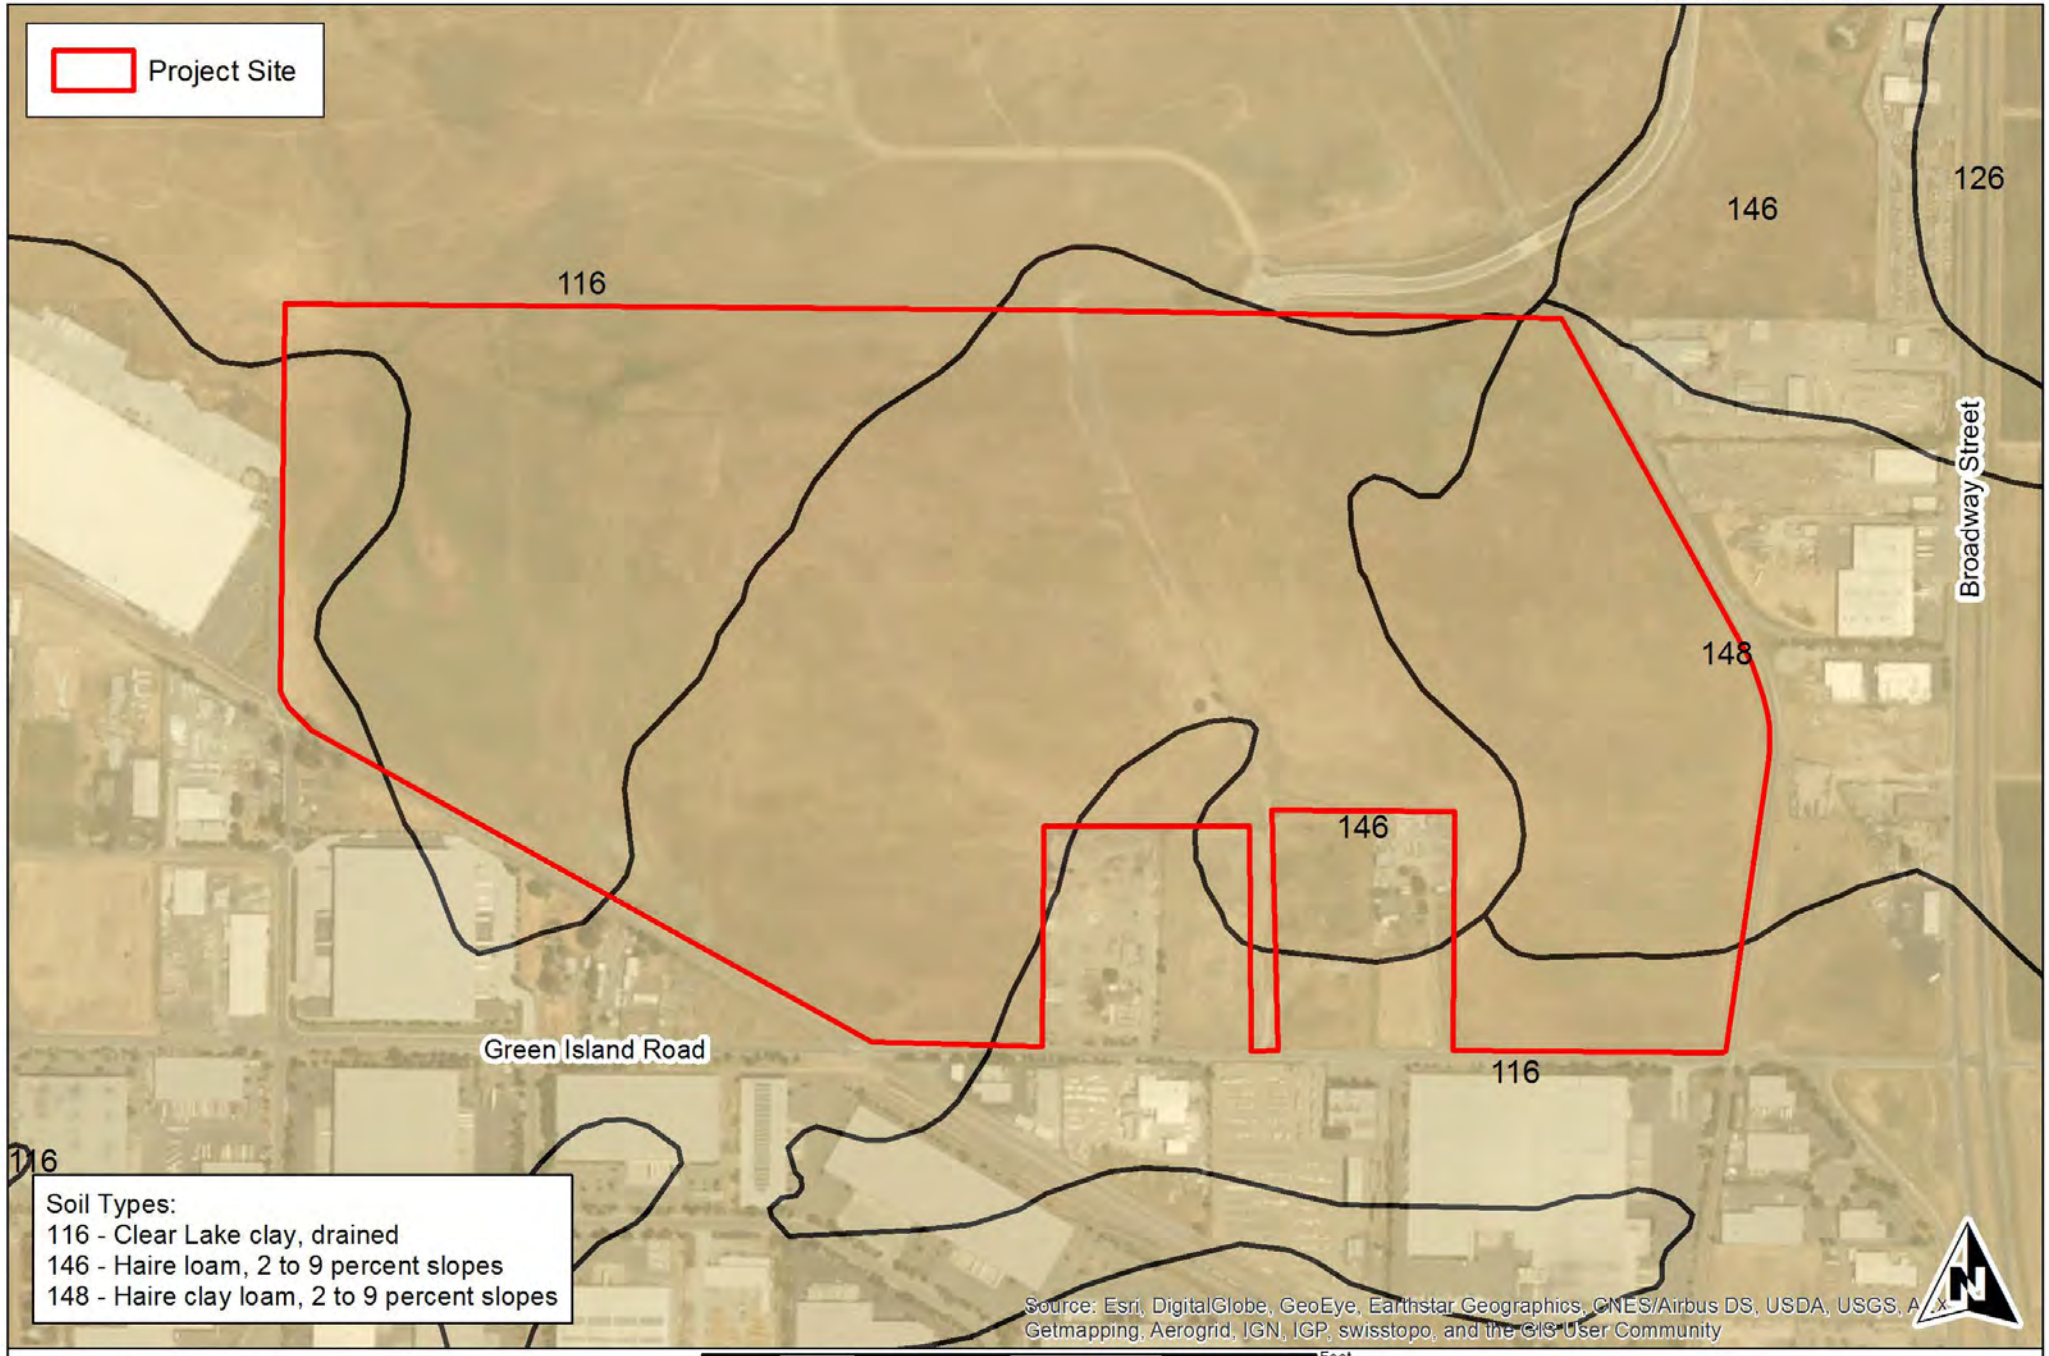 Project Site
126
146
116
Broadway Street
148
146
Green Island Road
116
116
Soil Types:
116 - Clear Lake clay, drained
146 - Haire loam, 2 to 9 percent slopes
148 - Haire clay loam, 2 to 9 percent slopes
N
Source: Esri, DigitalGlobe, GeoEye, Earthstar Geographics, CNES/Airbus DS, USDA, USGS,
Getmapping, Aerogrid, IGN, IGP, swisstopo, and the GIS User Community
Feet